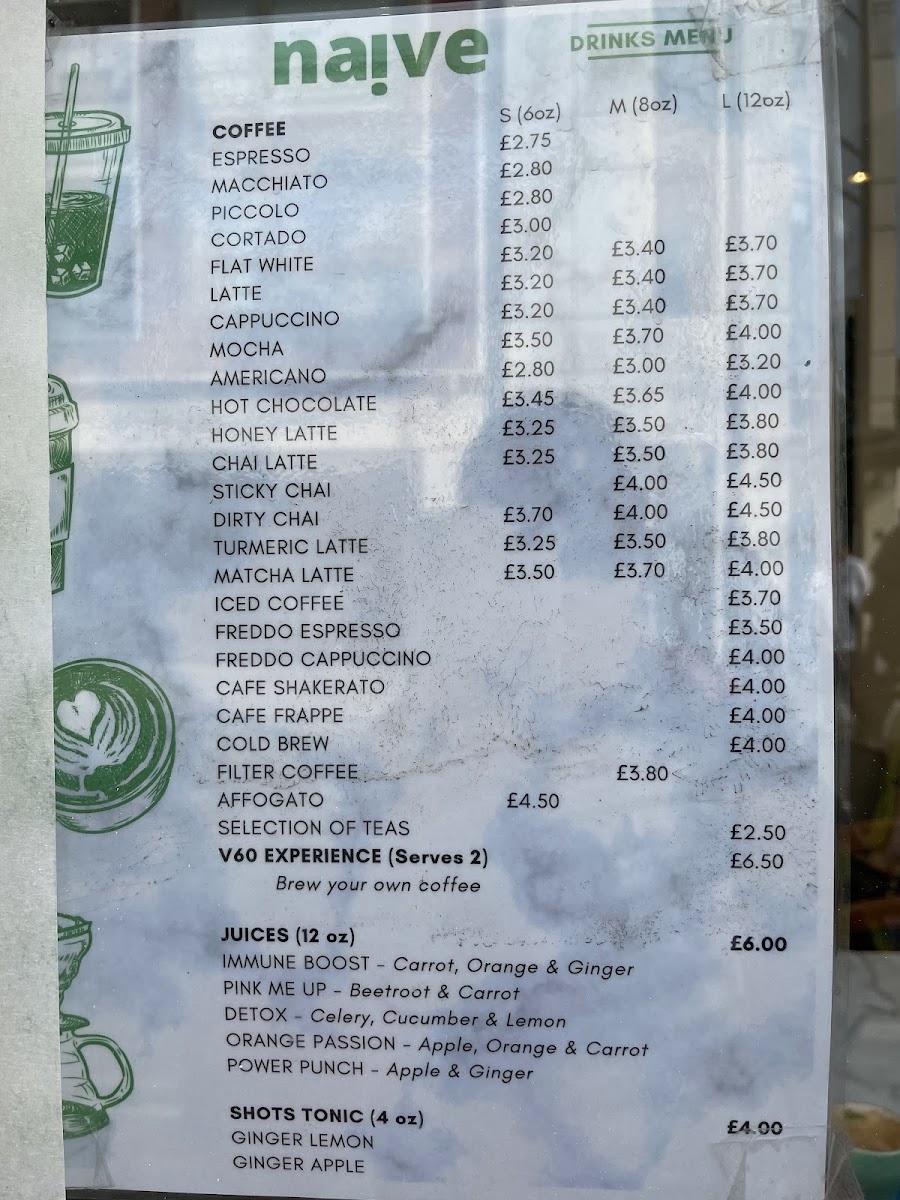 naive
DRINKS MENU
COFFEE S (6oz) M (8oz) L (12oz)
ESPRESSO £2.75
MACCHIATO £2.80
PICCOLO £2.80
CORTADO £3.00
FLAT WHITE £3.20 £3.40 £3.70
LATTE £3.20 £3.40 £3.70
CAPPUCCINO £3.20 £3.40 £3.70
MOCHA £3.50 £3.70 £4.00
AMERICANO £2.80 £3.00 £3.20
HOT CHOCOLATE £3.45 £3.65 £4.00
HONEY LATTE £3.25 £3.50 £3.80
CHAI LATTE £3.25 £3.50 £3.80
STICKY CHAI £4.00 £4.50
DIRTY CHAI £3.70 £4.00 £4.50
TURMERIC LATTE £3.25 £3.50 £3.80
MATCHA LATTE £3.50 £3.70 £4.00
ICED COFFEE £3.70
FREDDO ESPRESSO £3.50
FREDDO CAPPUCCINO £4.00
CAFE SHAKERATO £4.00
CAFE FRAPPE £4.00
COLD BREW £4.00
FILTER COFFEE £3.80
AFFOGATO £4.50
SELECTION OF TEAS £2.50
V60 EXPERIENCE (Serves 2) £6.50
Brew your own coffee
JUICES (12 oz) £6.00
IMMUNE BOOST - Carrot, Orange & Ginger
PINK ME UP - Beetroot & Carrot
DETOX - Celery, Cucumber & Lemon
ORANGE PASSION - Apple, Orange & Carrot
POWER PUNCH - Apple & Ginger
SHOTS TONIC (4 oz) £4.00
GINGER LEMON
GINGER APPLE